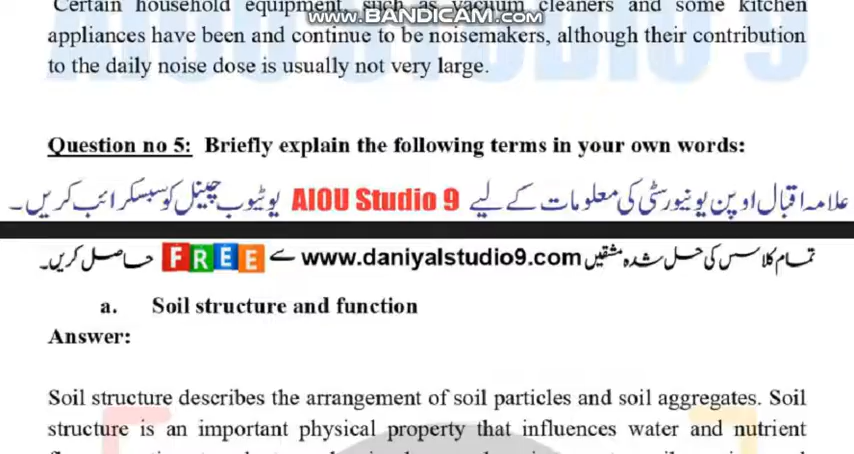 Certain household equipment, such as vacuum cleaners and some kitchen
www.BANDICAM.com
appliances have been and continue to be noisemakers, although their contribution
to the daily noise dose is usually not very large.
Question no 5: Briefly explain the following terms in your own words:
علامہ اقبال اوپن یونیورسٹی کی معلومات کے لیے AIOU Studio 9 یوٹیوب چینل کو سبسکرائب کریں۔
تمام کلاسس کی حل شدہ مشقیں www.daniyalstudio9.com سے FREE حاصل کریں۔
a. Soil structure and function
Answer:
Soil structure describes the arrangement of soil particles and soil aggregates. Soil
structure is an important physical property that influences water and nutrient